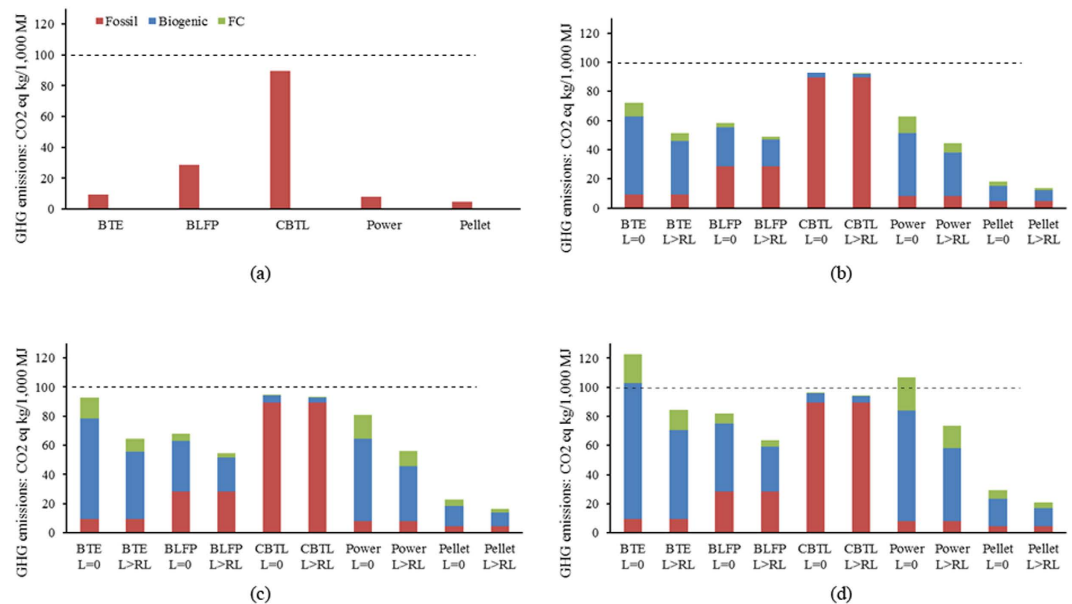 GHG emissions: CO2 eq kg/1,000 MJ
120
100
80
60
40
20
0
Fossil Biogenic FC
BTE BLFP CBTL Power Pellet
(a)
GHG emissions: CO2 eq kg/1,000 MJ
120
100
80
60
40
20
0
BTE BTE BLFP BLFP CBTL CBTL Power Power Pellet Pellet
L=0 L>RL L=0 L>RL L=0 L>RL L=0 L>RL L=0 L>RL
(b)
GHG emissions: CO2 eq kg/1,000 MJ
120
100
80
60
40
20
0
BTE BTE BLFP BLFP CBTL CBTL Power Power Pellet Pellet
L=0 L>RL L=0 L>RL L=0 L>RL L=0 L>RL L=0 L>RL
(c)
GHG emissions: CO2 eq kg/1,000 MJ
120
100
80
60
40
20
0
BTE BTE BLFP BLFP CBTL CBTL Power Power Pellet Pellet
L=0 L>RL L=0 L>RL L=0 L>RL L=0 L>RL L=0 L>RL
(d)